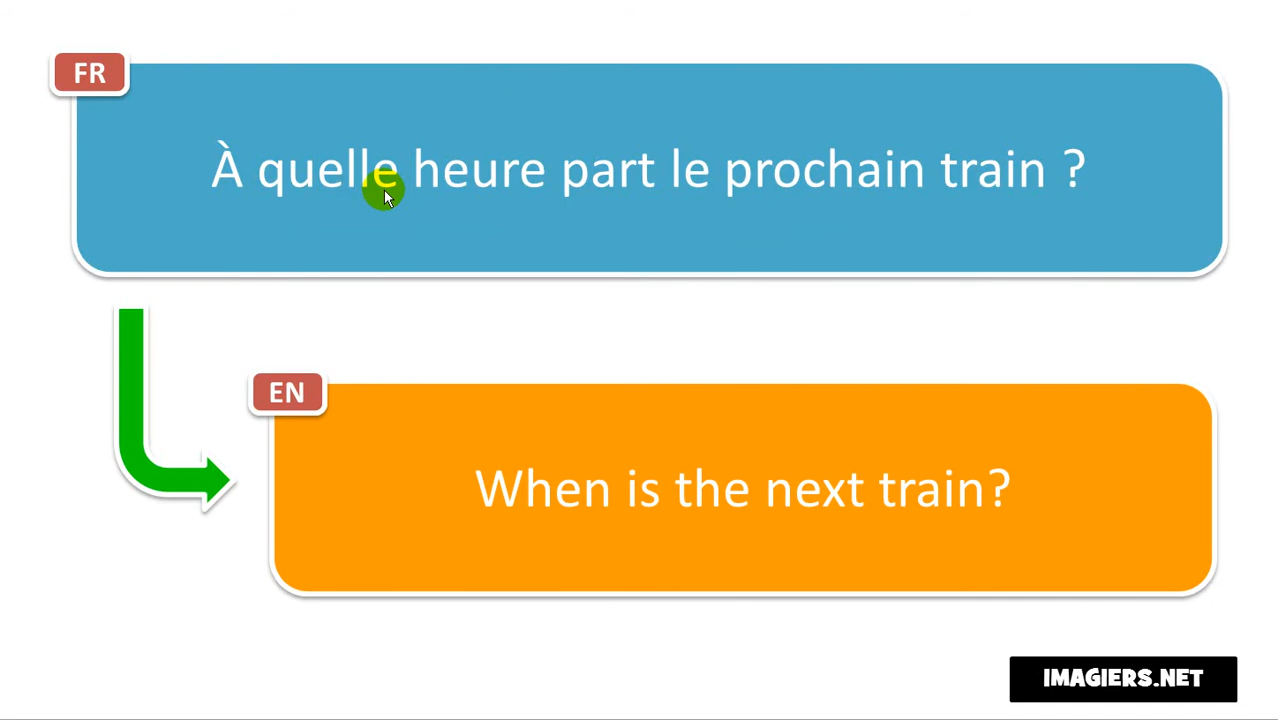 FR
À quelle heure part le prochain train ?
EN
When is the next train?
IMAGIERS.NET